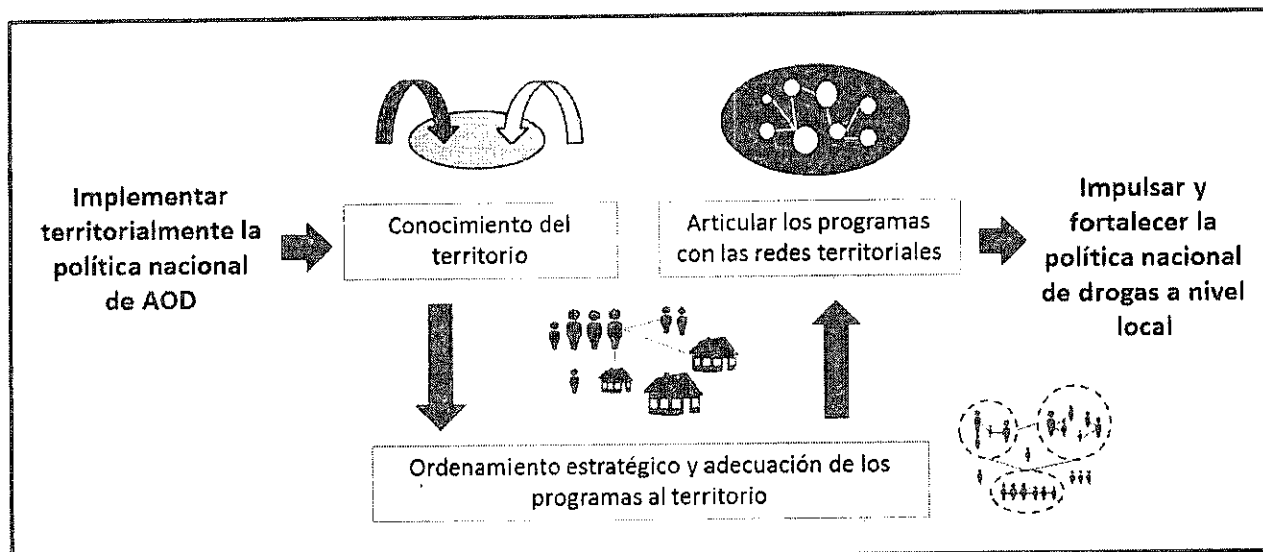 Implementar
territorialmente la
política nacional
de AOD
Conocimiento del
territorio
Articular los programas
con las redes territoriales
Impulsar y
fortalecer la
política nacional
de drogas a nivel
local
Ordenamiento estratégico y adecuación de los
programas al territorio